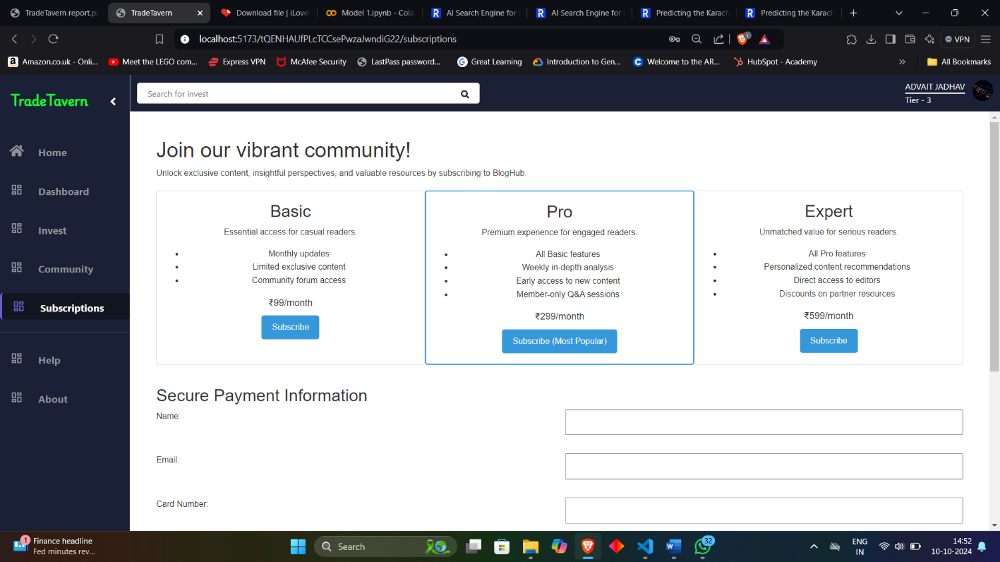 TradeTavern report.pd
TradeTavern
Download file | iLovel
Model 1.ipynb - Cola
AI Search Engine for
AI Search Engine for
Predicting the Karach
Predicting the Karach
localhost:5173/tQENHAUfPLcTCCsePwzaJwndiG22/subscriptions
1
VPN
Amazon.co.uk - Onli...
Meet the LEGO com...
Express VPN
McAfee Security
LastPass password...
Great Learning
Introduction to Gen...
Welcome to the AR...
HubSpot - Academy
All Bookmarks
TradeTavern
Search for invest
ADVAIT JADHAV
Tier - 3
Home
Dashboard
Invest
Community
Subscriptions
Help
About
Join our vibrant community!
Unlock exclusive content, insightful perspectives, and valuable resources by subscribing to BlogHub.
Basic
Essential access for casual readers.
Monthly updates
Limited exclusive content
Community forum access
₹99/month
Subscribe
Pro
Premium experience for engaged readers.
All Basic features
Weekly in-depth analysis
Early access to new content
Member-only Q&A sessions
₹299/month
Subscribe (Most Popular)
Expert
Unmatched value for serious readers.
All Pro features
Personalized content recommendations
Direct access to editors
Discounts on partner resources
₹599/month
Subscribe
Secure Payment Information
Name:
Email:
Card Number:
1
Finance headline
Fed minutes rev...
Search
32
ENG
IN
14:52
10-10-2024